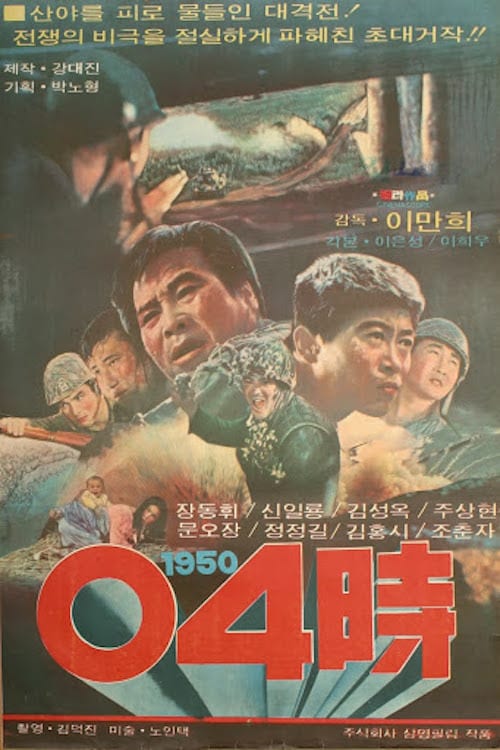 ■ 산야를 피로 물들인 대격전!
전쟁의 비극을 절실하게 파헤친 초대거작!!
제작 · 강대진
기획 · 박노형
컬라作品
CINEMASCOPE
감독 · 이만희
각본 · 이은성 / 이희우
장동휘 / 신일룡 / 김성옥 / 주상현
문오장 / 정정길 / 김홍시 / 조춘자
1950
04時
촬영 · 김덕진 미술 · 노인택
주식회사 삼영필림 작품